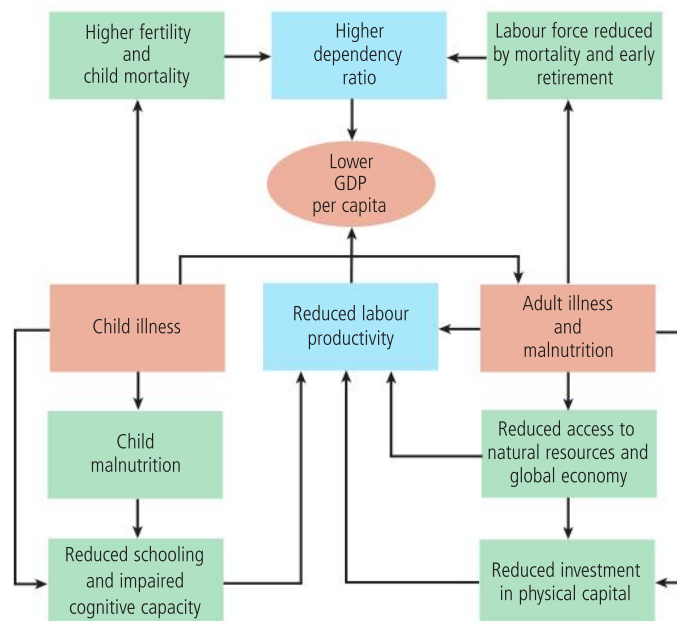 Higher fertility
and
child mortality
Higher
dependency
ratio
Labour force reduced
by mortality and early
retirement
Lower
GDP
per capita
Child illness
Reduced labour
productivity
Adult illness
and
malnutrition
Child
malnutrition
Reduced access to
natural resources and
global economy
Reduced schooling
and impaired
cognitive capacity
Reduced investment
in physical capital